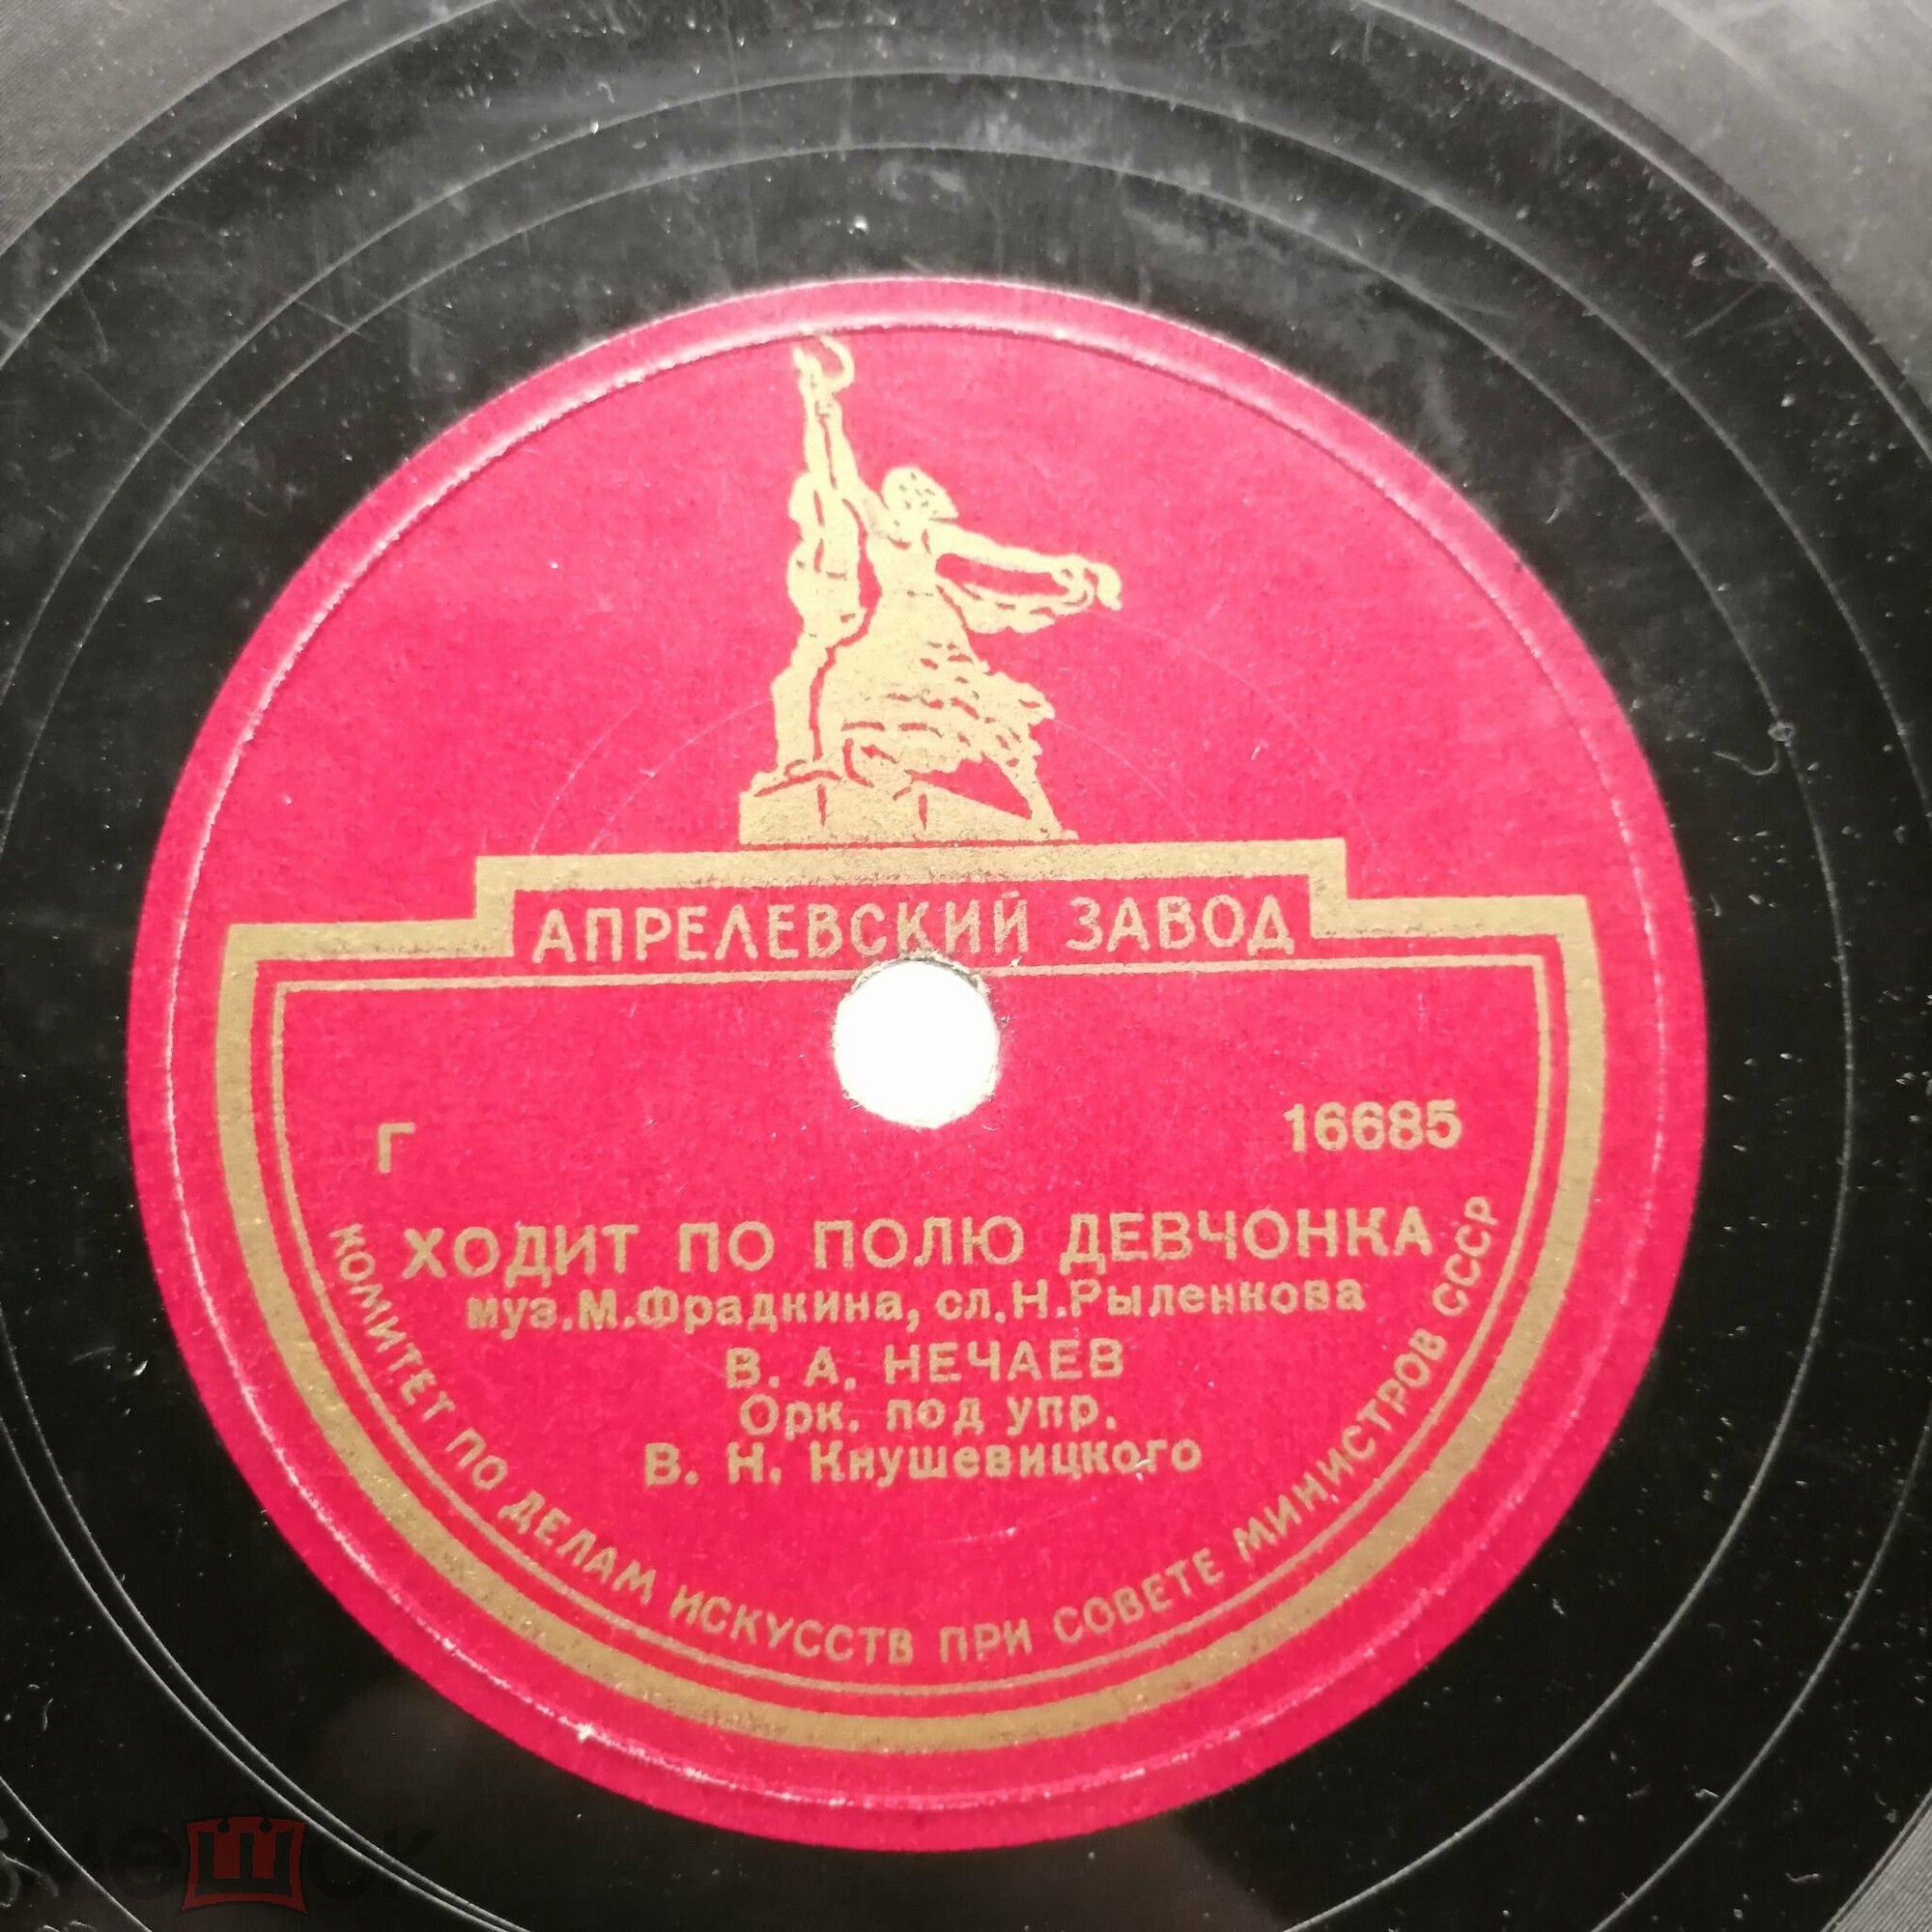 АПРЕЛЕВСКИЙ ЗАВОД
Г 16685
ХОДИТ ПО ПОЛЮ ДЕВЧОНКА
муз.М.Фрадкина, сл.Н.Рыленкова
В. А. НЕЧАЕВ
Орк. под упр.
В. Н. Кнушевицкого
КОМИТЕТ ПО ДЕЛАМ ИСКУССТВ ПРИ СОВЕТЕ МИНИСТРОВ СССР
мешок